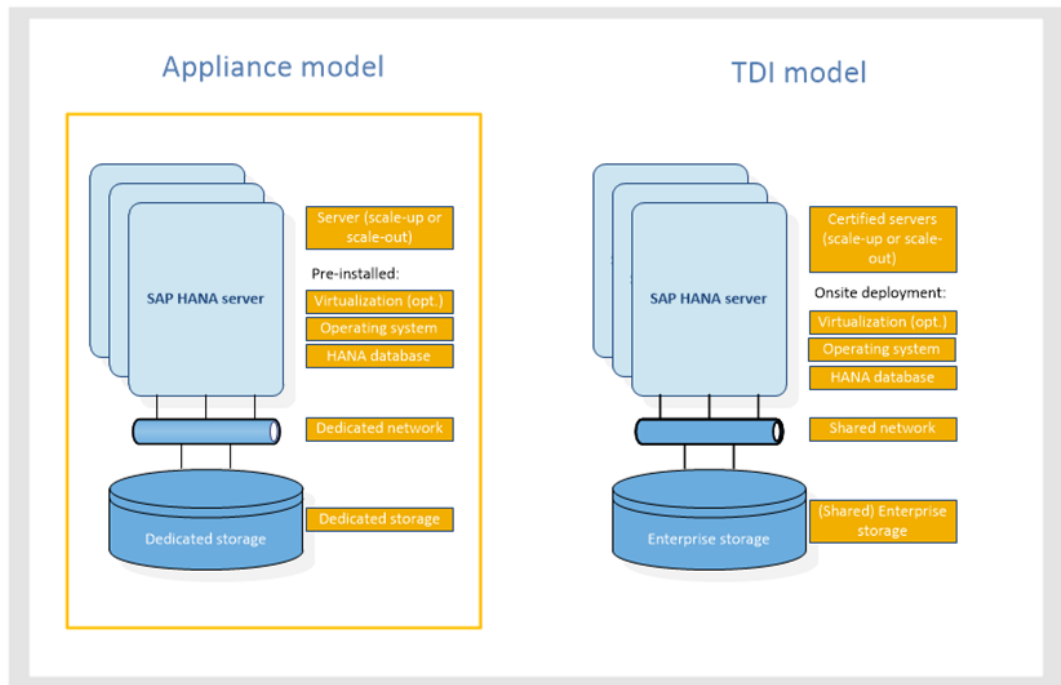 Appliance model
SAP HANA server
Server (scale-up or
scale-out)
Pre-installed:
Virtualization (opt.)
Operating system
HANA database
Dedicated network
Dedicated storage
Dedicated storage
TDI model
SAP HANA server
Certified servers
(scale-up or scale-
out)
Onsite deployment:
Virtualization (opt.)
Operating system
HANA database
Shared network
Enterprise storage
(Shared) Enterprise
storage